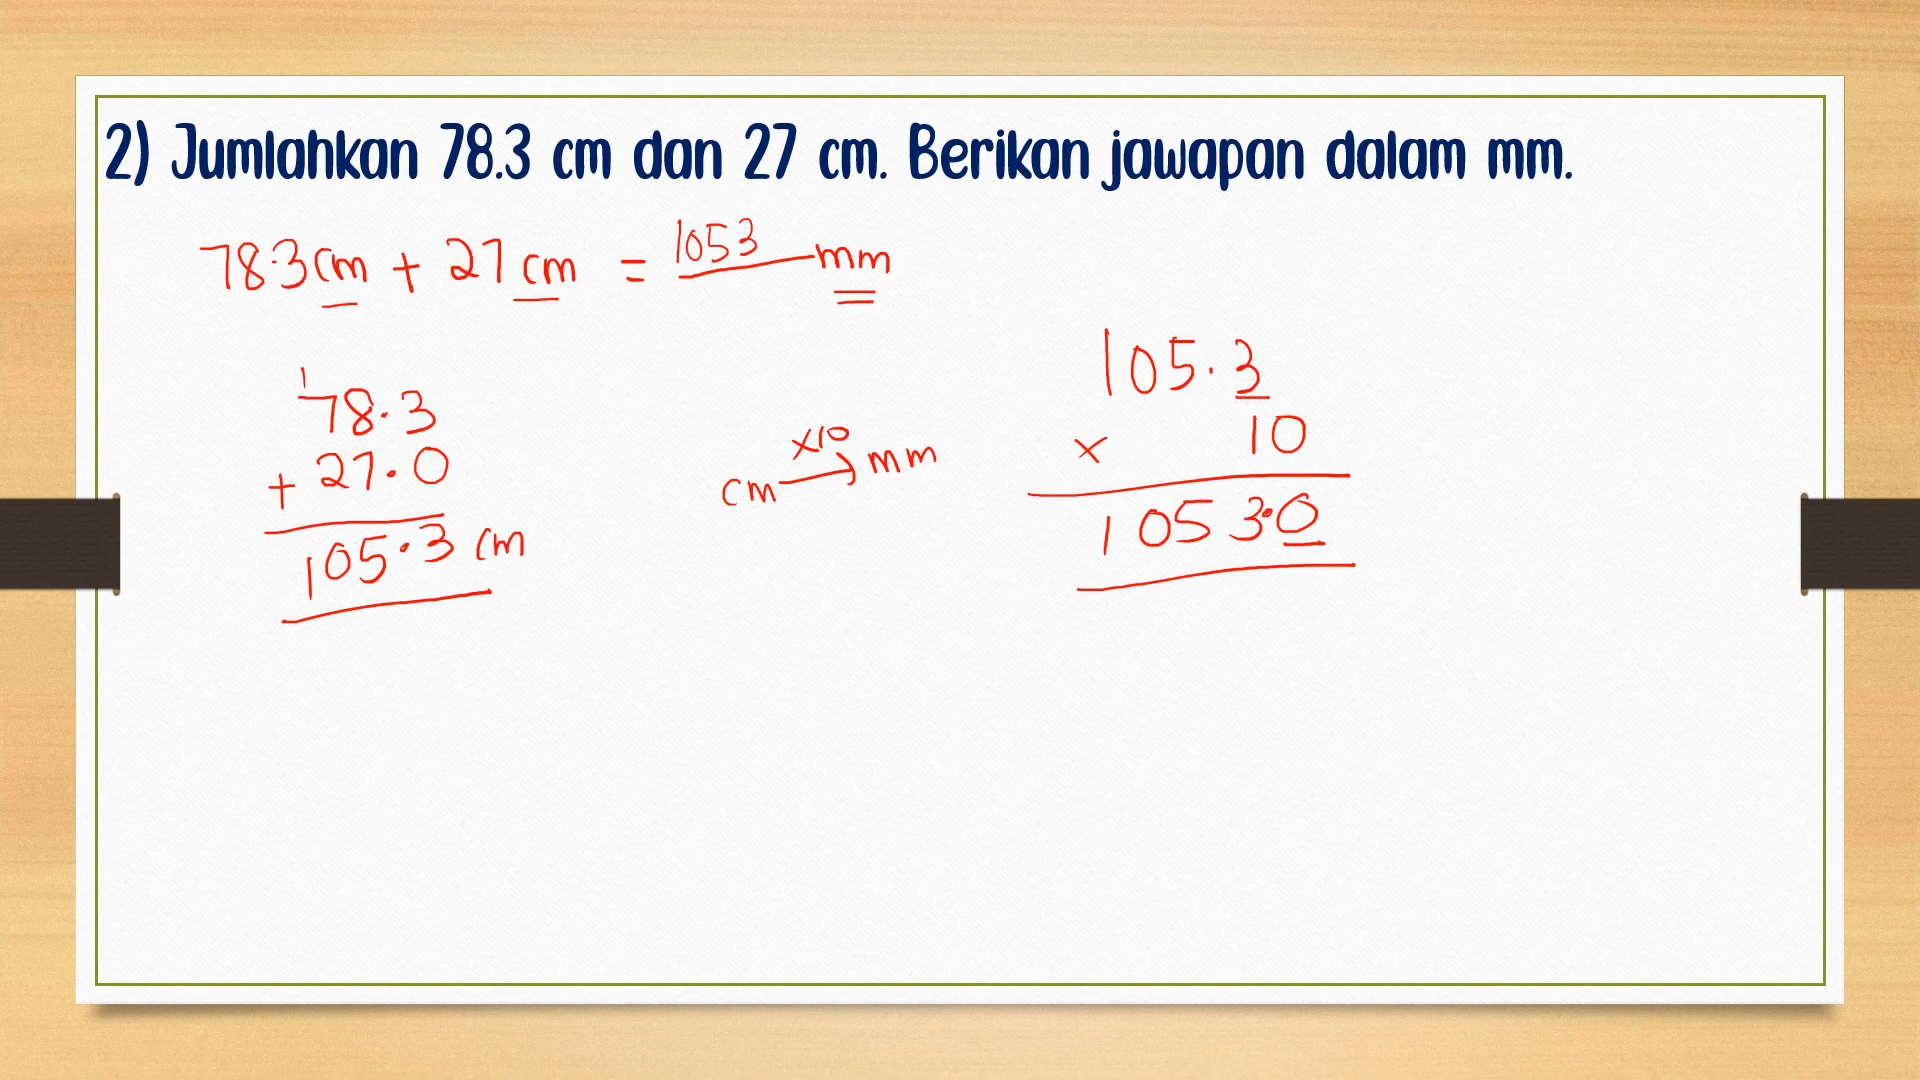 2) Jumlahkan 78.3 cm dan 27 cm. Berikan jawapan dalam mm.
78.3 cm + 27 cm = 1053 mm
1
78.3
+ 27.0
105.3 cm
×10
cm → mm
105.3
× 10
1053.0